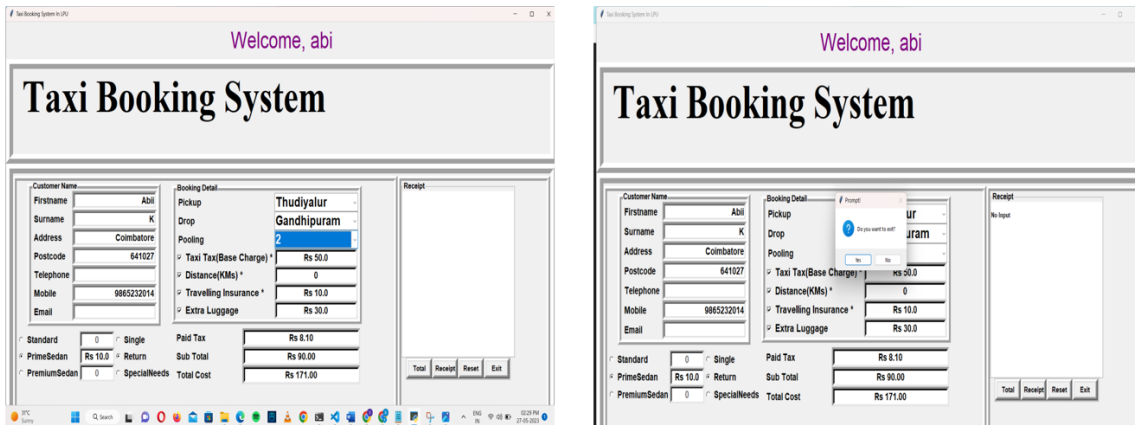 Taxi Booking System In LPU
Welcome, abi
Taxi Booking System
Customer Name
Firstname Abii
Surname K
Address Coimbatore
Postcode 641027
Telephone
Mobile 9865232014
Email
Booking Detail
Pickup Thudiyalur
Drop Gandhipuram
Pooling 2
Taxi Tax(Base Charge) * Rs 50.0
Distance(KMs) * 0
Travelling Insurance * Rs 10.0
Extra Luggage Rs 30.0
Receipt
Standard 0 Single
PrimeSedan Rs 10.0 Return
PremiumSedan 0 SpecialNeeds
Paid Tax Rs 8.10
Sub Total Rs 90.00
Total Cost Rs 171.00
Total Receipt Reset Exit
Sunny
Search
ENG
IN
02:29 PM
27-05-2023
Taxi Booking System In LPU
Welcome, abi
Taxi Booking System
Customer Name
Firstname Abii
Surname K
Address Coimbatore
Postcode 641027
Telephone
Mobile 9865232014
Email
Booking Detail
Pickup ur
Drop uram
Pooling
Taxi Tax(Base Charge) * Rs 50.0
Distance(KMs) * 0
Travelling Insurance * Rs 10.0
Extra Luggage Rs 30.0
Prompt!
Do you want to exit?
Yes No
Receipt
No Input
Standard 0 Single
PrimeSedan Rs 10.0 Return
PremiumSedan 0 SpecialNeeds
Paid Tax Rs 8.10
Sub Total Rs 90.00
Total Cost Rs 171.00
Total Receipt Reset Exit